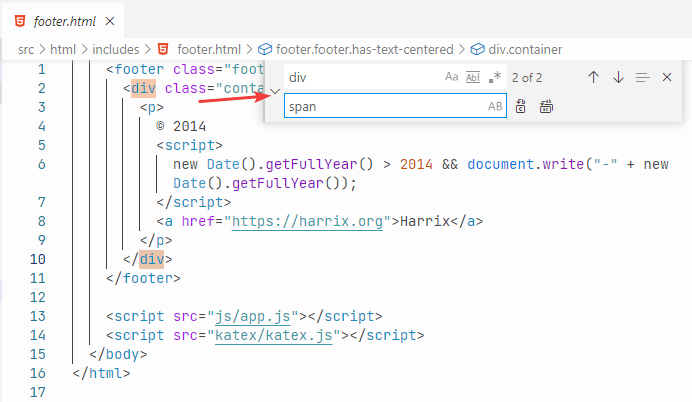 footer.html
src > html > includes > footer.html > footer.footer.has-text-centered > div.container
div Aa Abl .* 2 of 2
span AB
1 <footer class="foot
2 <div class="conta
3 <p>
4 © 2014
5 <script>
6 new Date().getFullYear() > 2014 && document.write("-" + new
Date().getFullYear());
7 </script>
8 <a href="https://harrix.org">Harrix</a>
9 </p>
10 </div>
11 </footer>
12
13 <script src="js/app.js"></script>
14 <script src="katex/katex.js"></script>
15 </body>
16 </html>
17